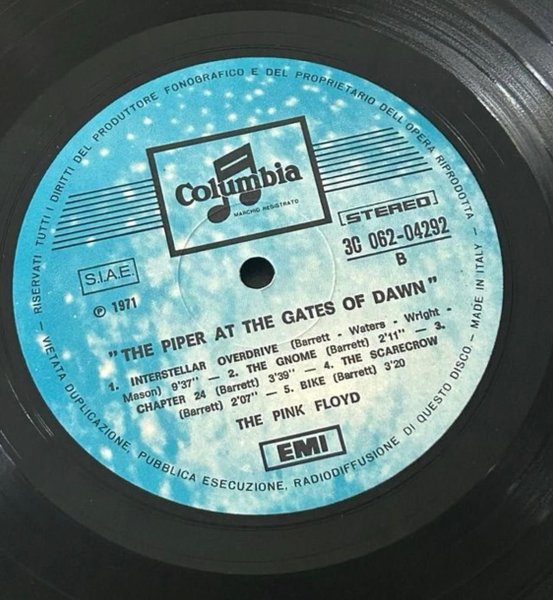 RISERVATI TUTTI I DIRITTI DEL PRODUTTORE FONOGRAFICO E DEL PROPRIETARIO DELL'OPERA RIPRODOTTA
Columbia
MARCHIO REGISTRATO
STEREO
3C 062-04292
B
S.I.A.E.
℗ 1971
"THE PIPER AT THE GATES OF DAWN"
1. INTERSTELLAR OVERDRIVE (Barrett - Waters - Wright -
Mason) 9'37" — 2. THE GNOME (Barrett) 2'11" — 3.
CHAPTER 24 (Barrett) 3'39" — 4. THE SCARECROW
(Barrett) 2'07" — 5. BIKE (Barrett) 3'20
THE PINK FLOYD
EMI
— VIETATA DUPLICAZIONE, PUBBLICA ESECUZIONE, RADIODIFFUSIONE DI QUESTO DISCO — MADE IN ITALY —